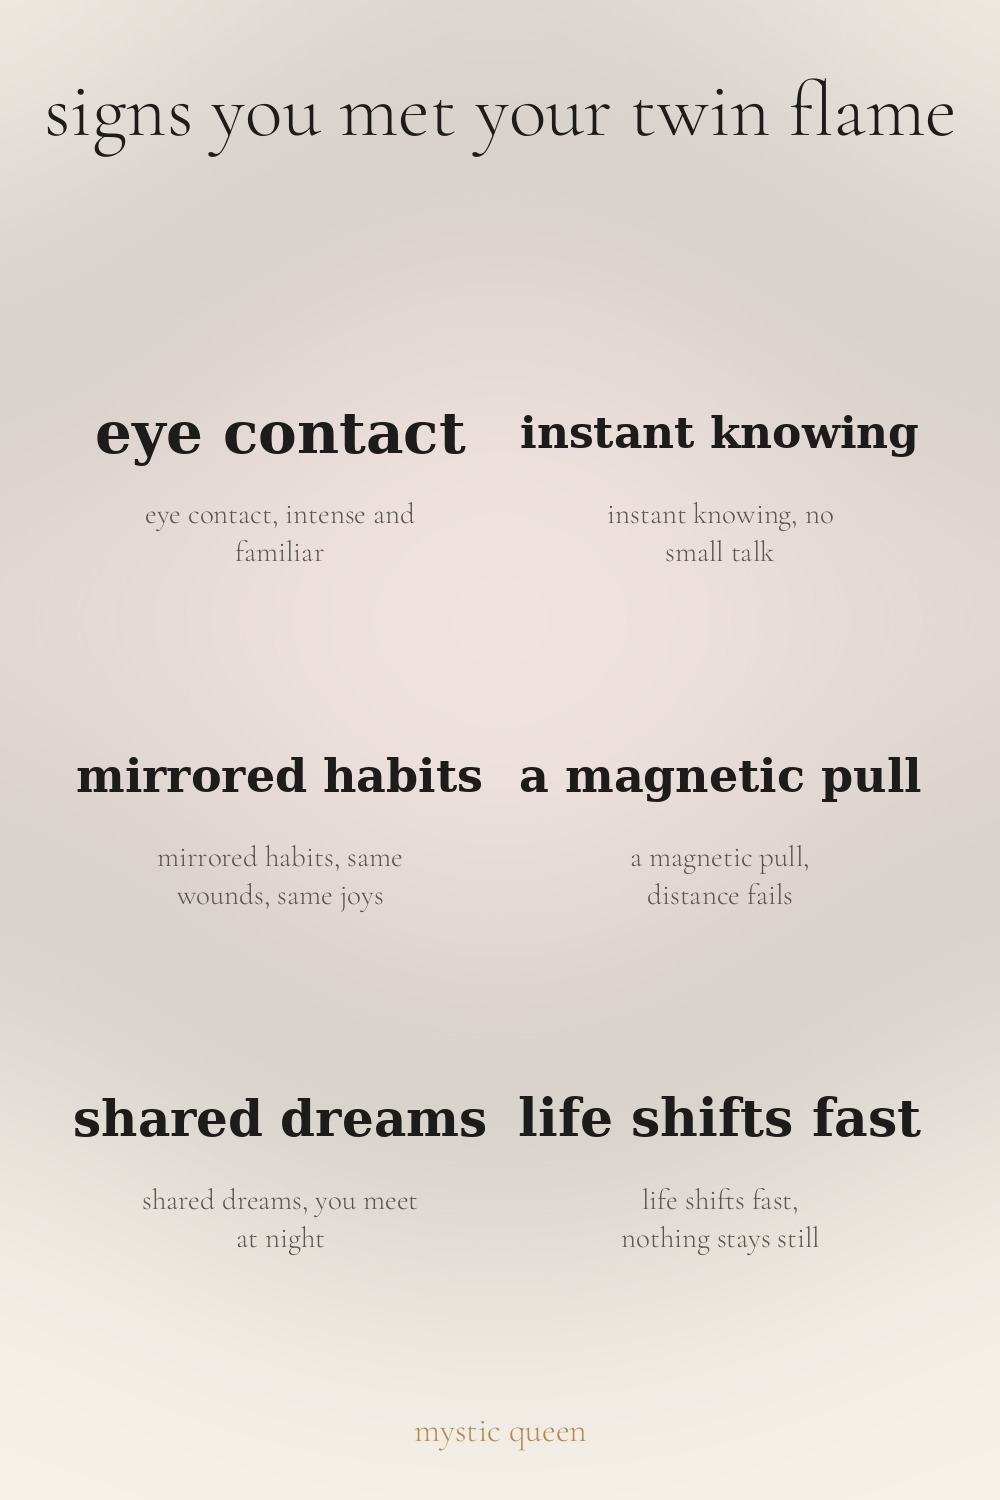 signs you met your twin flame
eye contact
eye contact, intense and
familiar
instant knowing
instant knowing, no
small talk
mirrored habits
mirrored habits, same
wounds, same joys
a magnetic pull
a magnetic pull,
distance fails
shared dreams
shared dreams, you meet
at night
life shifts fast
life shifts fast,
nothing stays still
mystic queen